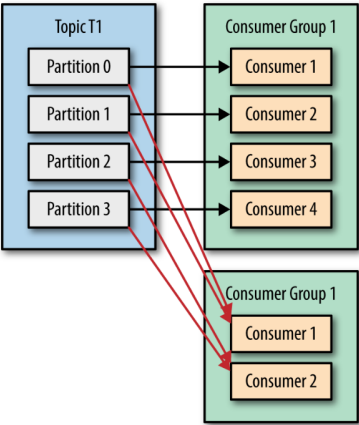 Topic T1
Partition 0
Partition 1
Partition 2
Partition 3
Consumer Group 1
Consumer 1
Consumer 2
Consumer 3
Consumer 4
Consumer Group 1
Consumer 1
Consumer 2